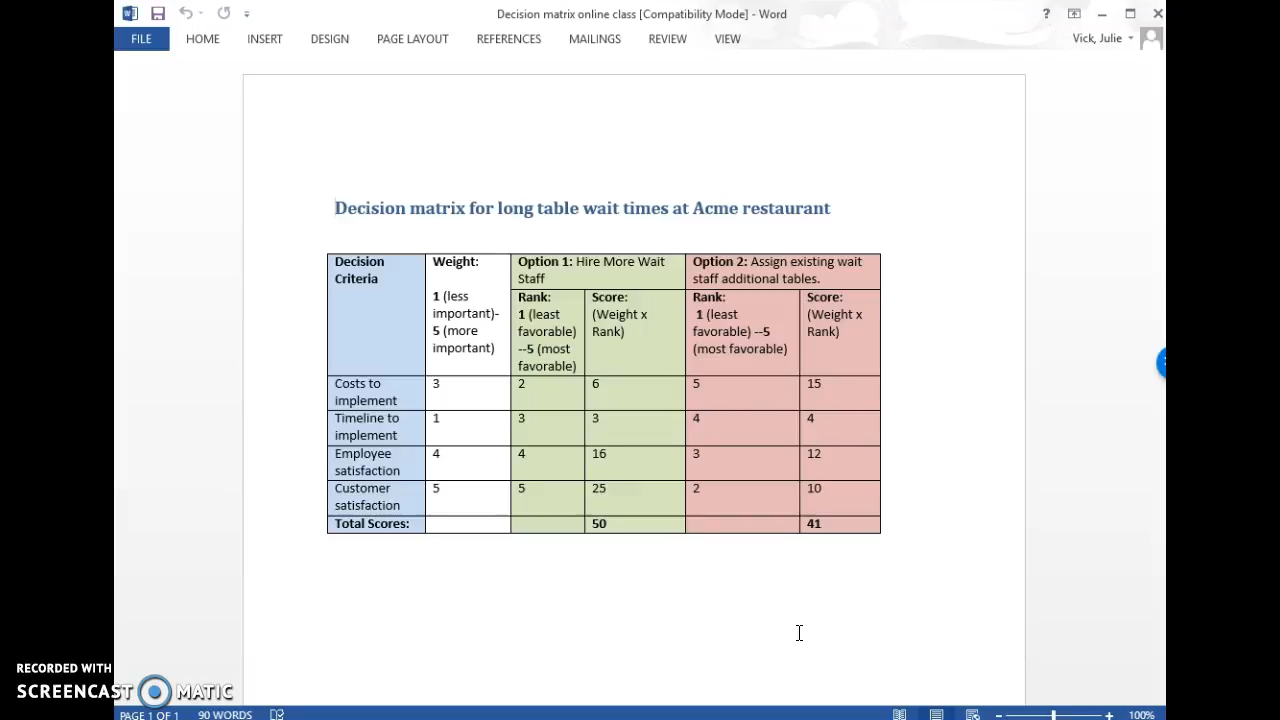 Decision matrix online class [Compatibility Mode] - Word
?
FILE HOME INSERT DESIGN PAGE LAYOUT REFERENCES MAILINGS REVIEW VIEW
Vick, Julie
Decision matrix for long table wait times at Acme restaurant
Decision
Criteria
Weight:
1 (less
important)-
5 (more
important)
Option 1: Hire More Wait
Staff
Option 2: Assign existing wait
staff additional tables.
Rank:
1 (least
favorable)
--5 (most
favorable)
Score:
(Weight x
Rank)
Rank:
1 (least
favorable) --5
(most favorable)
Score:
(Weight x
Rank)
Costs to
implement
3 2 6 5 15
Timeline to
implement
1 3 3 4 4
Employee
satisfaction
4 4 16 3 12
Customer
satisfaction
5 5 25 2 10
Total Scores: 50 41
RECORDED WITH
SCREENCAST MATIC
PAGE 1 OF 1 90 WORDS
100%